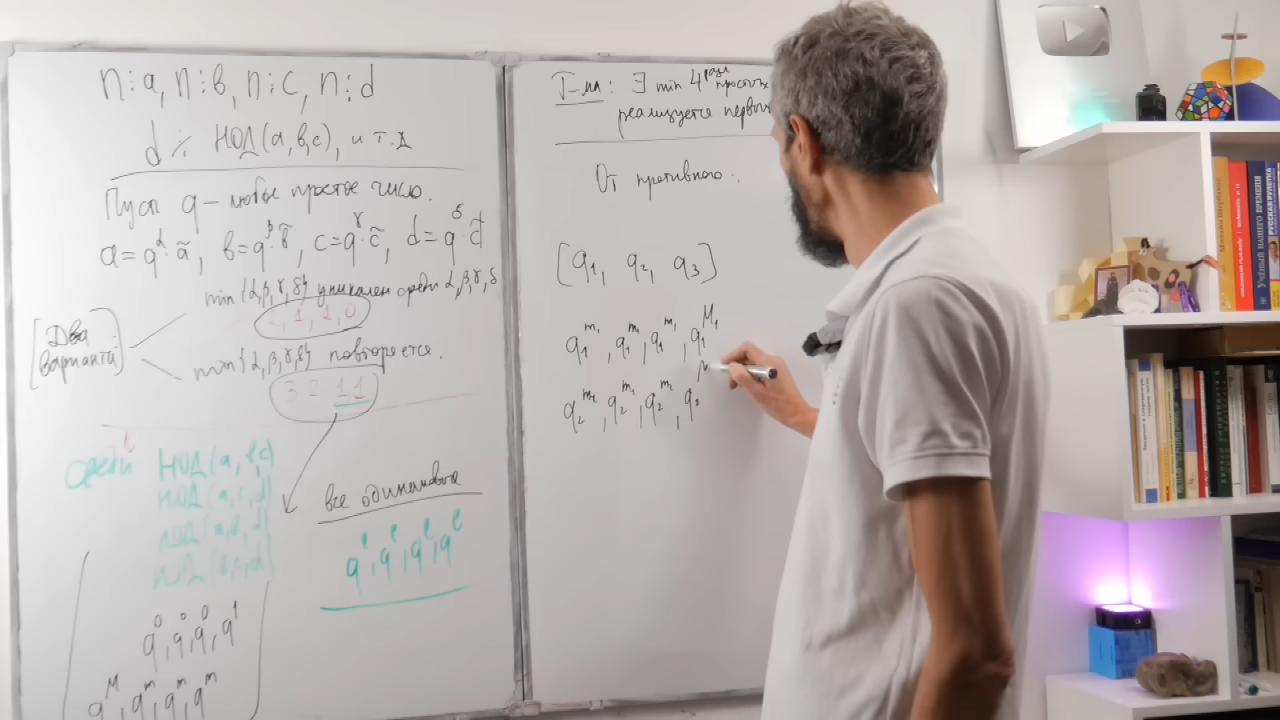 n⋮a, n⋮b, n⋮c, n⋮d
d ⋮̸ НОД(a,b,c), и т.д
Пусть q – любое простое число.
a=q^α·ã, b=q^β·b̃, c=q^γ·c̃, d=q^δ·d̃
min{α,β,γ,δ} уникален среди α,β,γ,δ
[Два варианта]
1, 1, 0
min{α,β,γ,δ} повторяется.
3 2 1 1
среди НОД(a,b,c)
НОД(a,c,d)
НОД(a,b,d)
НОД(b,c,d)
все одинаковые
q^l, q^l, q^l, q^l
q^0, q^0, q^0, q^1
q^M, q^m, q^m, q^m
Т-ма: ∃ min 4 разл простых
реализуется первый
От противного:
[q₁, q₂, q₃]
q₁^m₁, q₁^m₁, q₁^m₁, q₁^M₁
q₂^m₂, q₂^m₂, q₂^m₂, q₂^M